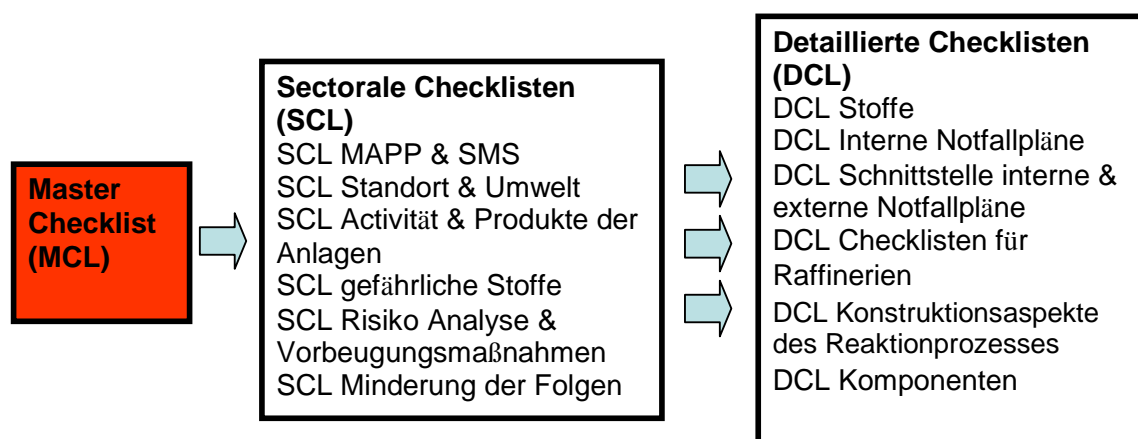 Master
Checklist
(MCL)
Sectorale Checklisten
(SCL)
SCL MAPP & SMS
SCL Standort & Umwelt
SCL Activität & Produkte der
Anlagen
SCL gefährliche Stoffe
SCL Risiko Analyse &
Vorbeugungsmaßnahmen
SCL Minderung der Folgen
Detaillierte Checklisten
(DCL)
DCL Stoffe
DCL Interne Notfallpläne
DCL Schnittstelle interne &
externe Notfallpläne
DCL Checklisten für
Raffinerien
DCL Konstruktionsaspekte
des Reaktionprozesses
DCL Komponenten